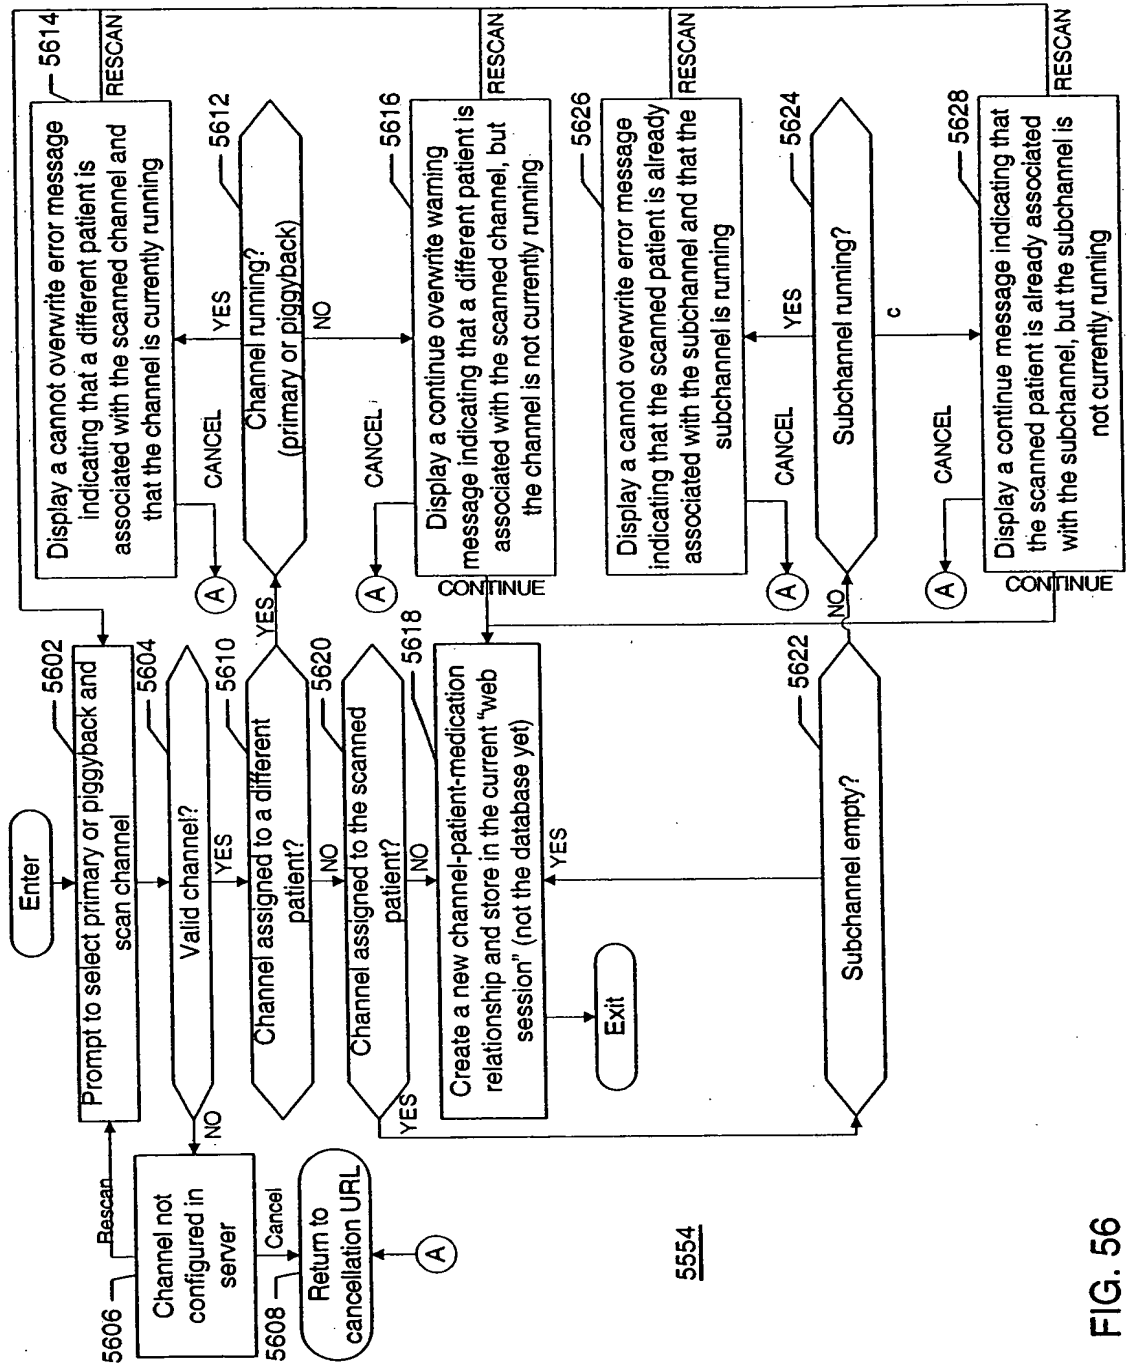 Enter
5602
Prompt to select primary or piggyback and
scan channel
5604
Valid channel?
YES
NO
5606
Rescan
Channel not
configured in
server
Cancel
5608
Return to
cancellation URL
A
5610
Channel assigned to a different
patient?
YES
NO
5620
Channel assigned to the scanned
patient?
NO
YES
5618
Create a new channel-patient-medication
relationship and store in the current "web
session" (not the database yet)
YES
Exit
5622
Subchannel empty?
NO
5614
Display a cannot overwrite error message
indicating that a different patient is
associated with the scanned channel and
that the channel is currently running
RESCAN
CANCEL
A
YES
5612
Channel running?
(primary or piggyback)
NO
5616
CANCEL
A
Display a continue overwrite warning
message indicating that a different patient is
associated with the scanned channel, but
the channel is not currently running
RESCAN
CONTINUE
5626
Display a cannot overwrite error message
indicating that the scanned patient is already
associated with the subchannel and that the
subchannel is running
RESCAN
CANCEL
A
YES
5624
Subchannel running?
c
5628
CANCEL
A
Display a continue message indicating that
the scanned patient is already associated
with the subchannel, but the subchannel is
not currently running
RESCAN
CONTINUE
5554
FIG. 56